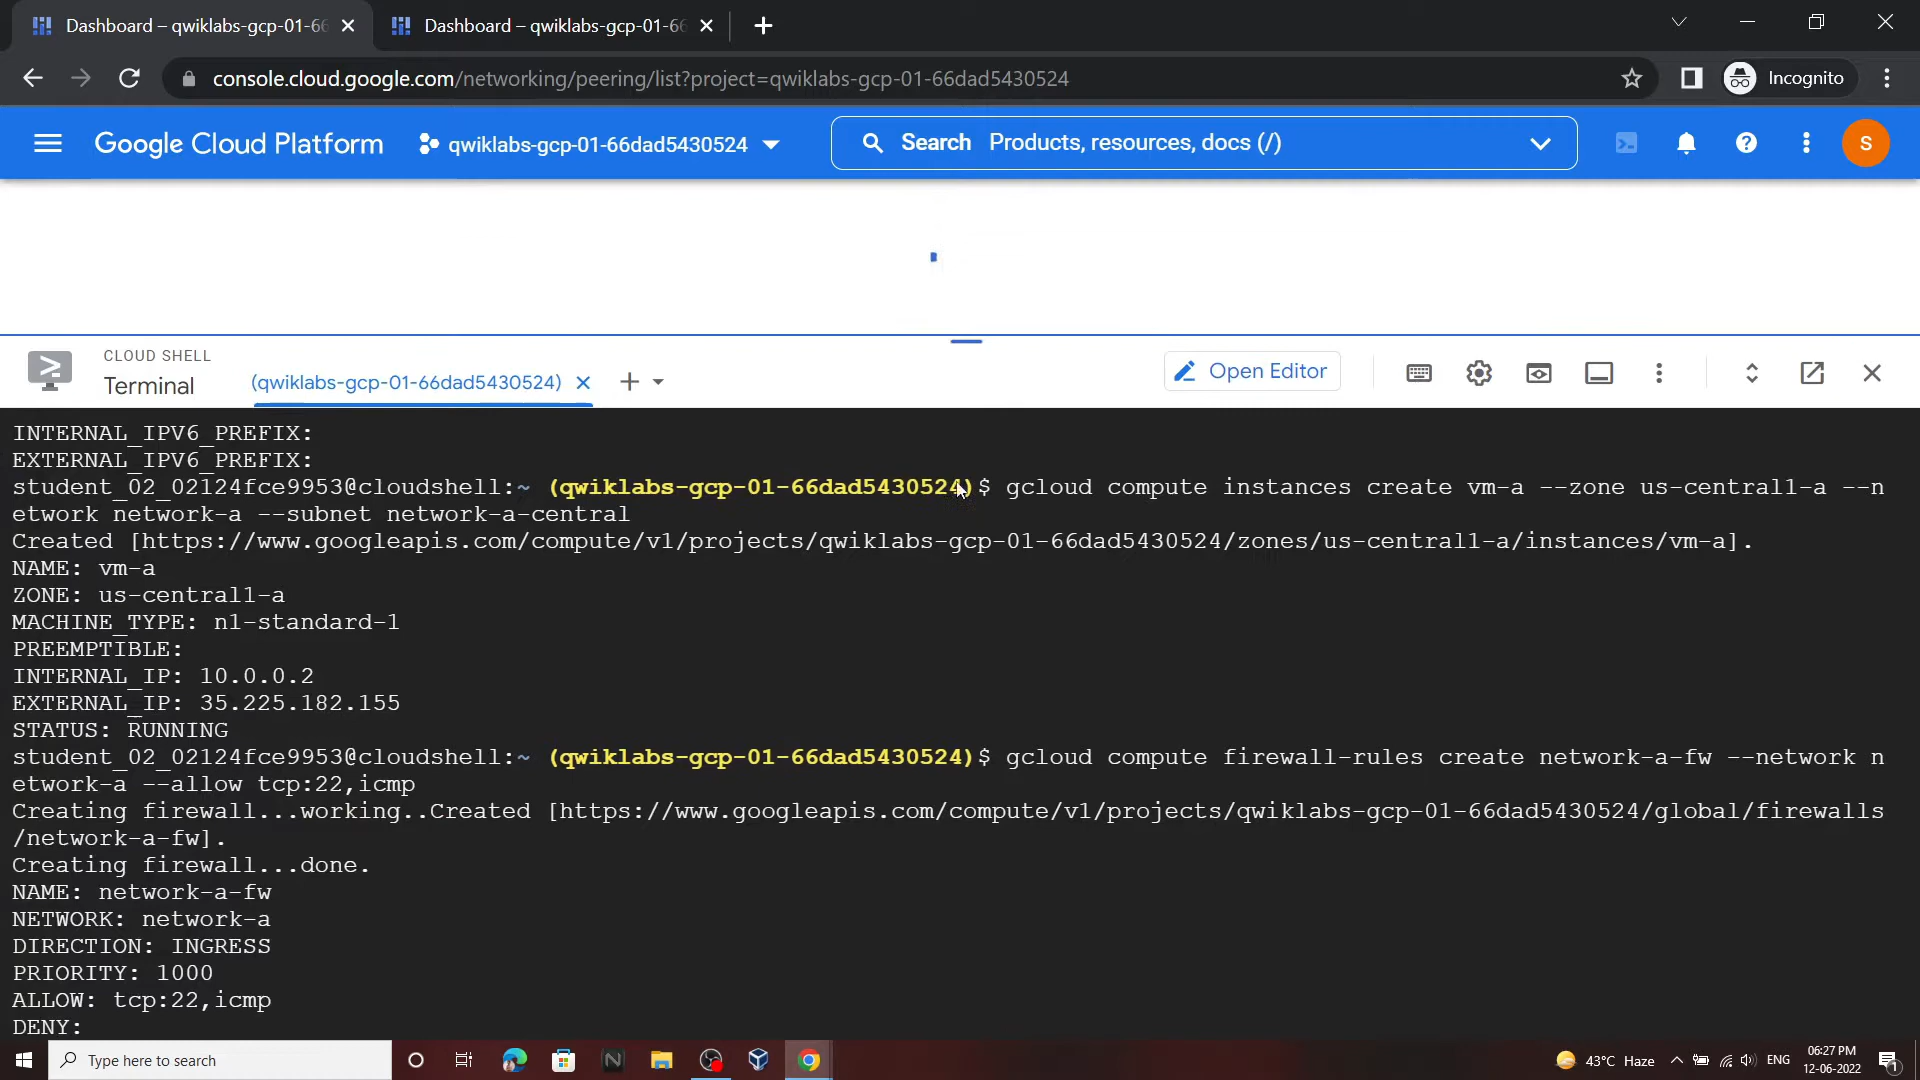 Dashboard – qwiklabs-gcp-01-66
Dashboard – qwiklabs-gcp-01-66
console.cloud.google.com/networking/peering/list?project=qwiklabs-gcp-01-66dad5430524
Incognito
Google Cloud Platform
qwiklabs-gcp-01-66dad5430524
Search Products, resources, docs (/)
S
CLOUD SHELL
Terminal
(qwiklabs-gcp-01-66dad5430524)
Open Editor
INTERNAL_IPV6_PREFIX:
EXTERNAL_IPV6_PREFIX:
student_02_02124fce9953@cloudshell:~ (qwiklabs-gcp-01-66dad5430524)$ gcloud compute instances create vm-a --zone us-central1-a --n
etwork network-a --subnet network-a-central
Created [https://www.googleapis.com/compute/v1/projects/qwiklabs-gcp-01-66dad5430524/zones/us-central1-a/instances/vm-a].
NAME: vm-a
ZONE: us-central1-a
MACHINE_TYPE: n1-standard-1
PREEMPTIBLE:
INTERNAL_IP: 10.0.0.2
EXTERNAL_IP: 35.225.182.155
STATUS: RUNNING
student_02_02124fce9953@cloudshell:~ (qwiklabs-gcp-01-66dad5430524)$ gcloud compute firewall-rules create network-a-fw --network n
etwork-a --allow tcp:22,icmp
Creating firewall...working..Created [https://www.googleapis.com/compute/v1/projects/qwiklabs-gcp-01-66dad5430524/global/firewalls
/network-a-fw].
Creating firewall...done.
NAME: network-a-fw
NETWORK: network-a
DIRECTION: INGRESS
PRIORITY: 1000
ALLOW: tcp:22,icmp
DENY:
Type here to search
43°C Haze
ENG
06:27 PM
12-06-2022
1